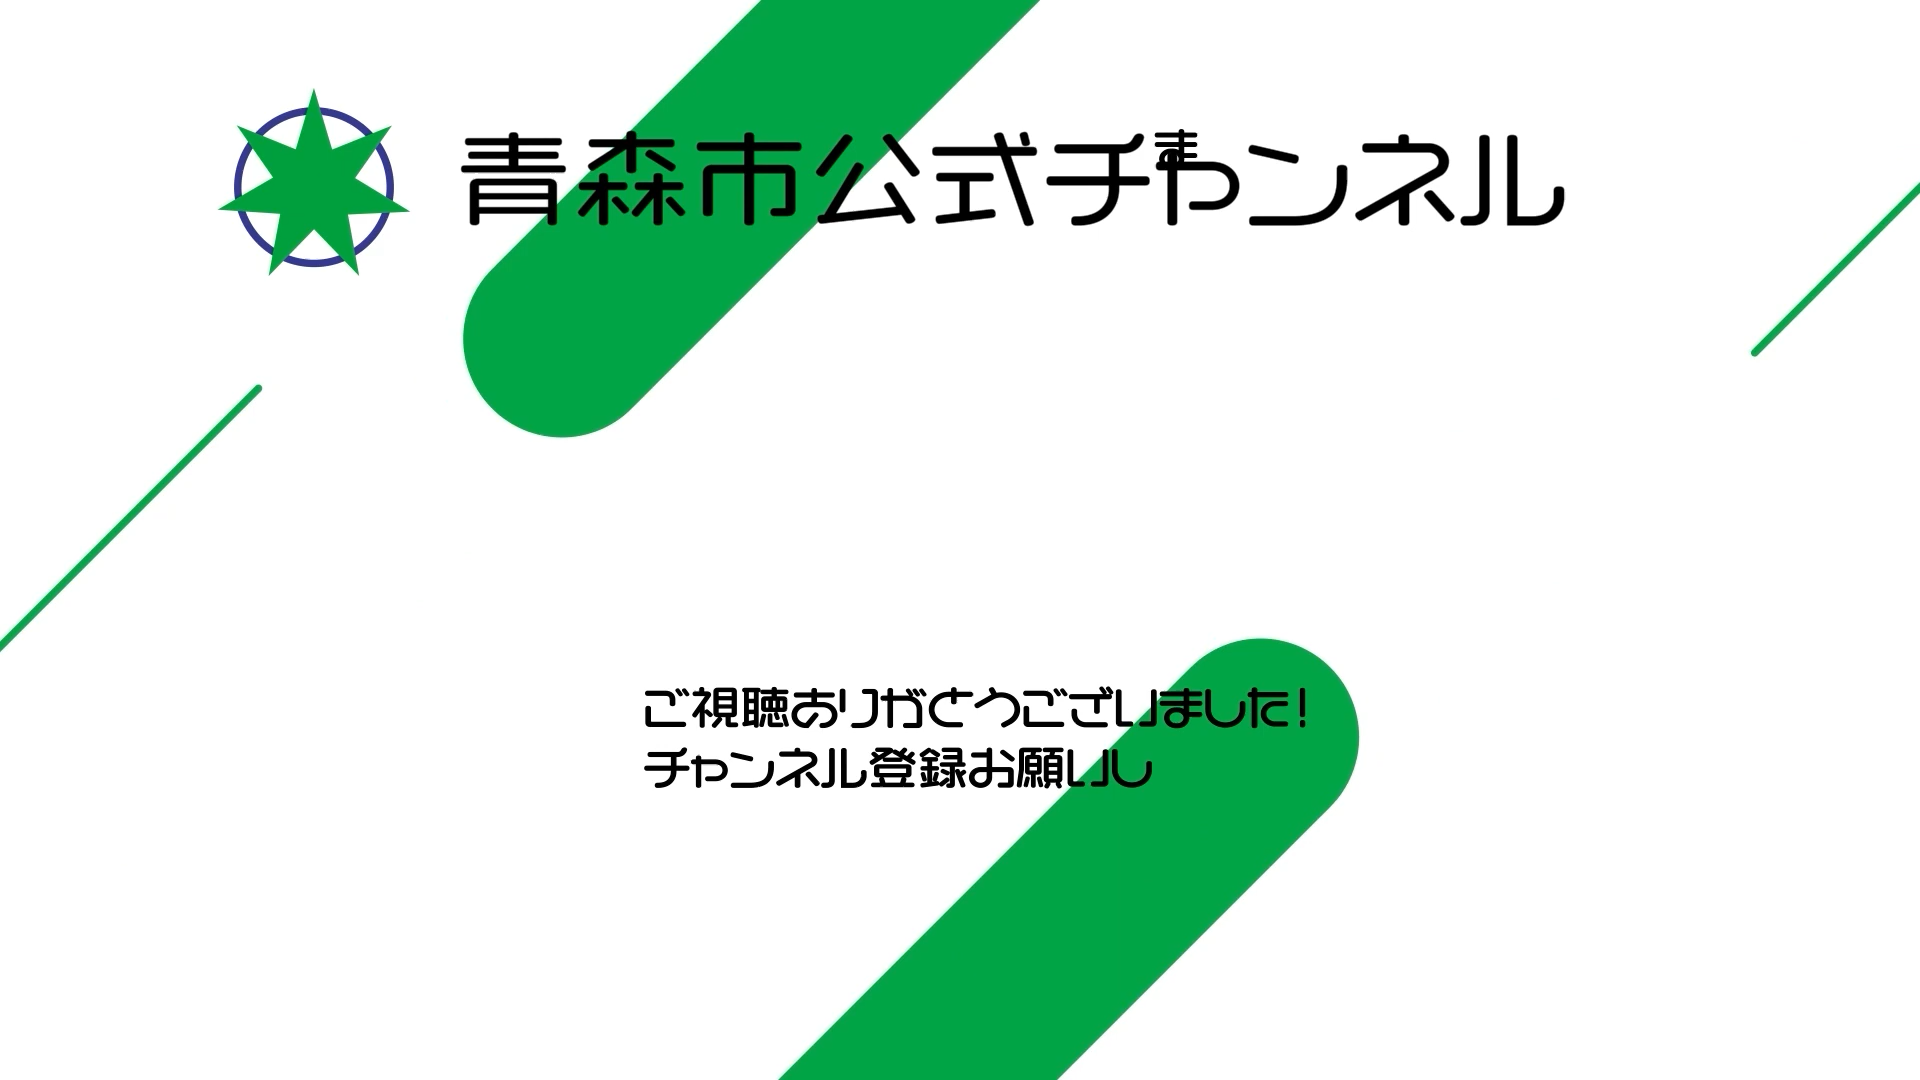 青森市公式チャンネル
ま
ご視聴ありがとうございました!
チャンネル登録お願いし